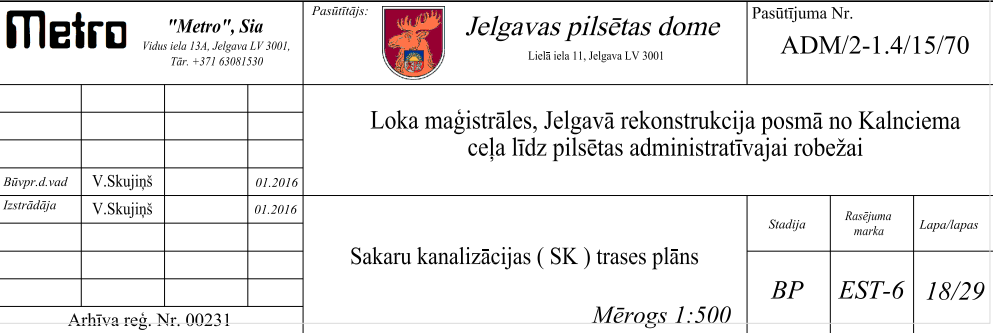 Metro
"Metro", Sia
Vidus iela 13A, Jelgava LV 3001,
Tār. +371 63081530
Pasūtītājs:
Jelgavas pilsētas dome
Lielā iela 11, Jelgava LV 3001
Pasūtījuma Nr.
ADM/2-1.4/15/70
Loka maģistrāles, Jelgavā rekonstrukcija posmā no Kalnciema
ceļa līdz pilsētas administratīvajai robežai
Būvpr.d.vad V.Skujiņš 01.2016
Izstrādāja V.Skujiņš 01.2016
Sakaru kanalizācijas ( SK ) trases plāns
Mērogs 1:500
Stadija
Rasējuma
marka
Lapa/lapas
BP EST-6 18/29
Arhīva reģ. Nr. 00231